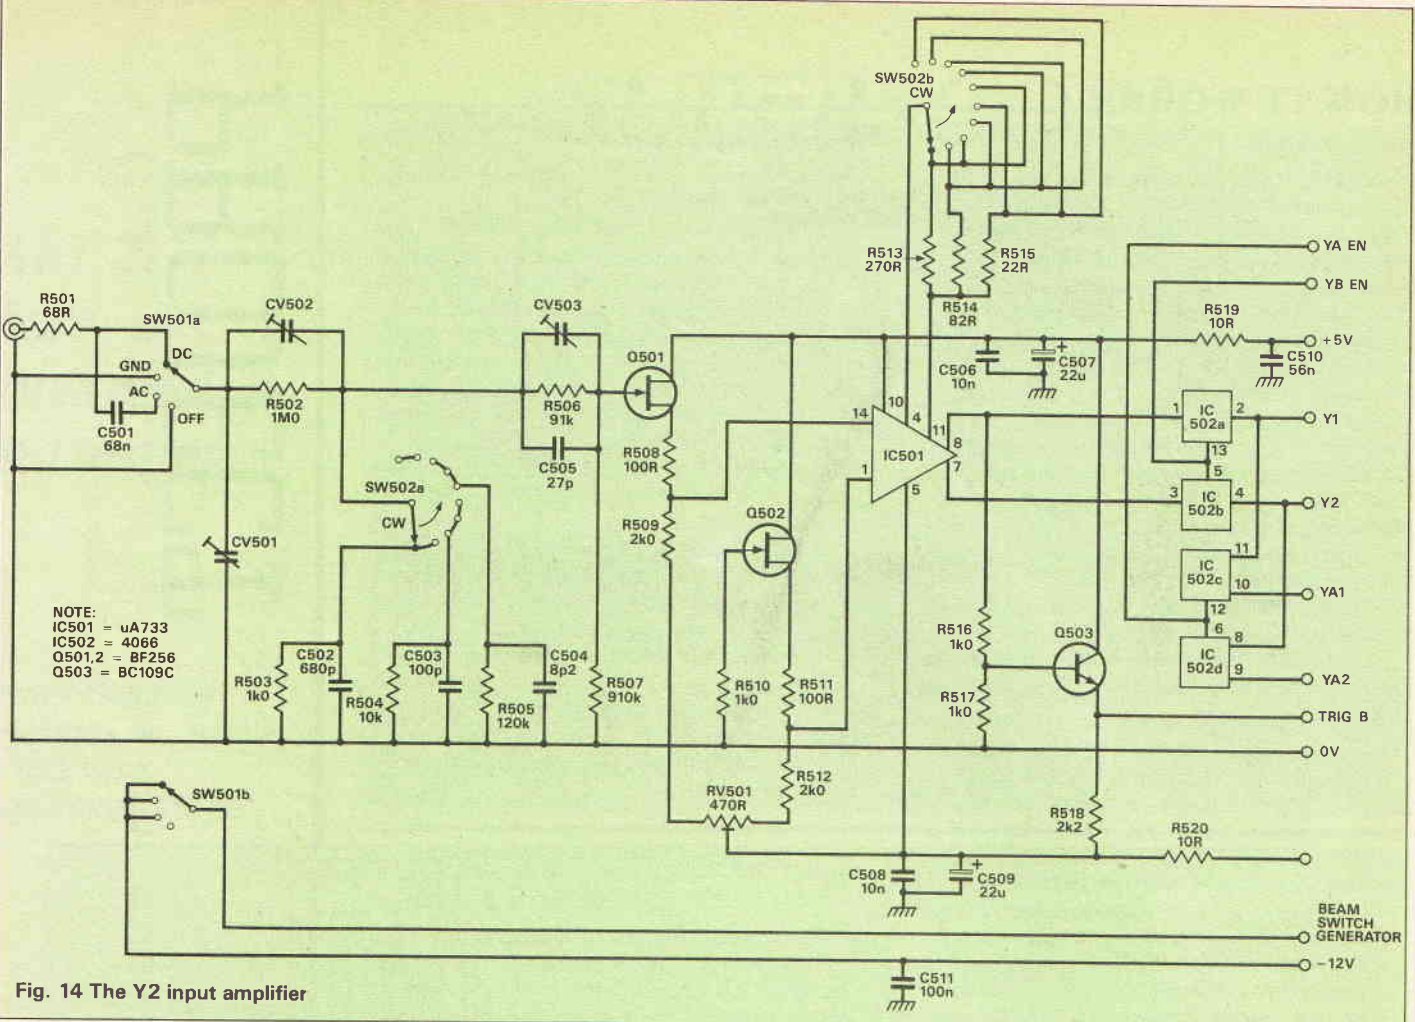 SW502b
CW
R513
270R
R515
22R
R514
82R
YA EN
YB EN
R519
10R
+5V
C510
56n
R501
68R
SW501a
DC
GND
AC
OFF
C501
68n
CV502
R502
1M0
CV503
R506
91k
C505
27p
Q501
C506
10n
+
C507
22u
10
4
11
14
8
IC501
1
7
5
1
IC
502a
2
Y1
13
5
3
IC
502b
4
Y2
11
IC
502c
10
YA1
12
6
8
IC
502d
9
YA2
R508
100R
R509
2k0
Q502
SW502a
CW
CV501
NOTE:
IC501 = uA733
IC502 = 4066
Q501,2 = BF256
Q503 = BC109C
R503
1k0
C502
680p
R504
10k
C503
100p
R505
120k
C504
8p2
R507
910k
R510
1k0
R511
100R
R516
1k0
R517
1k0
Q503
TRIG B
0V
SW501b
RV501
470R
R512
2k0
R518
2k2
R520
10R
C508
10n
+
C509
22u
BEAM
SWITCH
GENERATOR
−12V
C511
100n
Fig. 14 The Y2 input amplifier